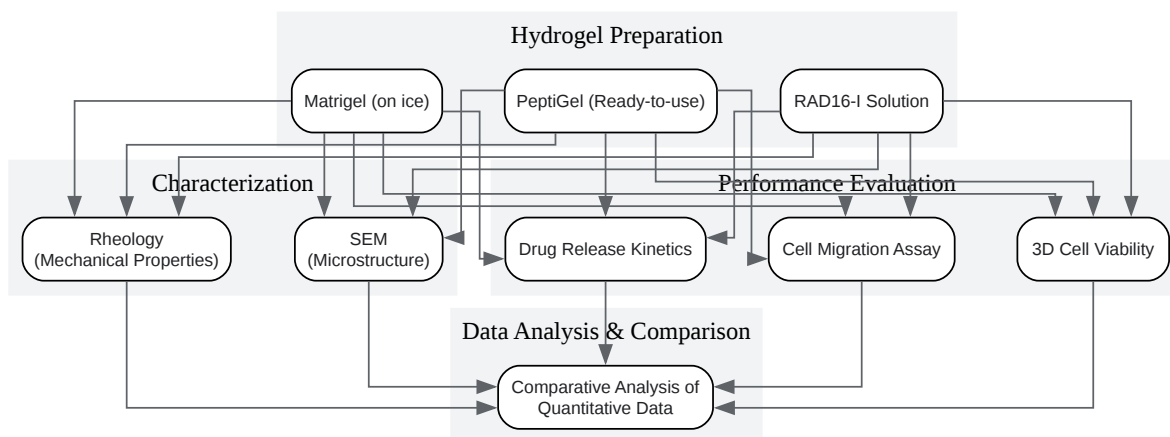 Hydrogel Preparation
Matrigel (on ice)
PeptiGel (Ready-to-use)
RAD16-I Solution
Characterization
Performance Evaluation
Rheology
(Mechanical Properties)
SEM
(Microstructure)
Drug Release Kinetics
Cell Migration Assay
3D Cell Viability
Data Analysis & Comparison
Comparative Analysis of
Quantitative Data